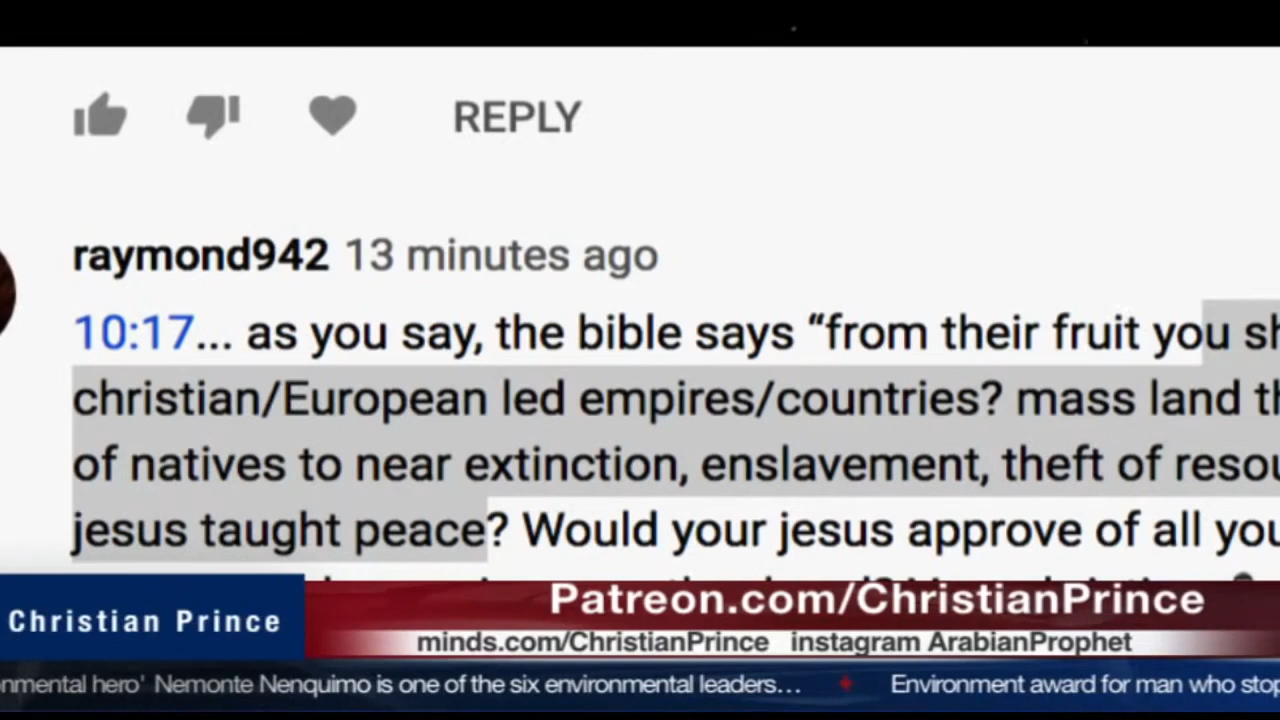 REPLY
raymond942 13 minutes ago
10:17... as you say, the bible says “from their fruit you sh
christian/European led empires/countries? mass land th
of natives to near extinction, enslavement, theft of resou
jesus taught peace? Would your jesus approve of all you
Patreon.com/ChristianPrince
Christian Prince
minds.com/ChristianPrince instagram ArabianProphet
nmental hero' Nemonte Nenquimo is one of the six environmental leaders... Environment award for man who stop